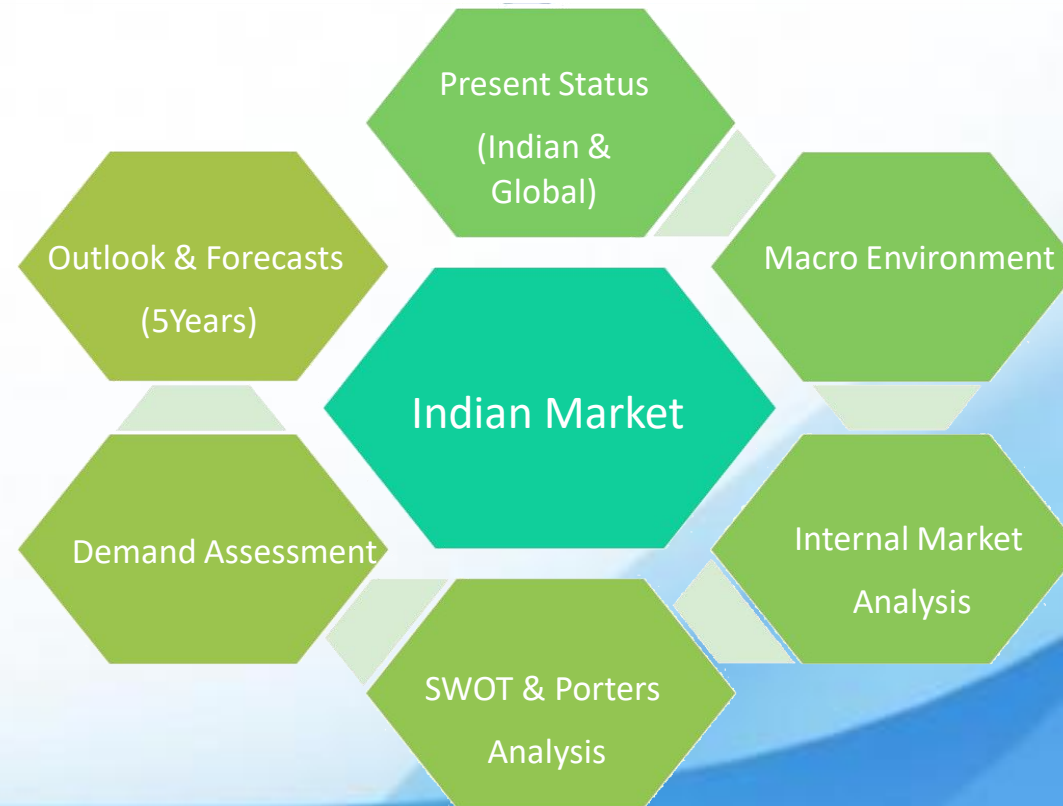 Present Status
(Indian &
Global)
Macro Environment
Internal Market
Analysis
SWOT & Porters
Analysis
Demand Assessment
Outlook & Forecasts
(5Years)
Indian Market